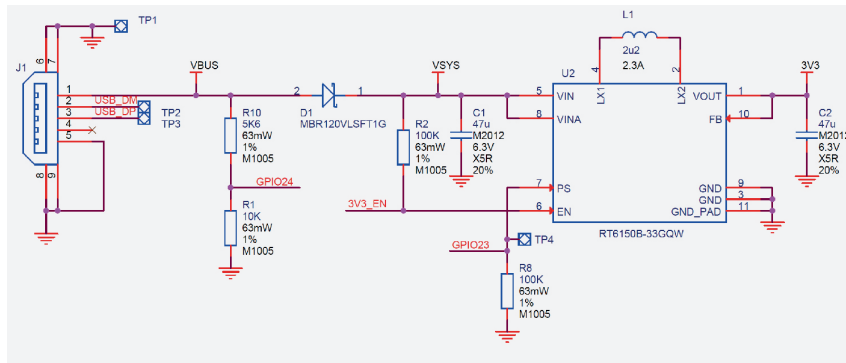 TP1
J1
6
7
1
2
3
4
5
8
9
USB_DM
USB_DP
TP2
TP3
VBUS
R10
5K6
63mW
1%
M1005
GPIO24
R1
10K
63mW
1%
M1005
2
1
D1
MBR120VLSFT1G
VSYS
R2
100K
63mW
1%
M1005
C1
47u
M2012
6.3V
X5R
20%
3V3_EN
L1
2u2
2.3A
U2
4
2
LX1
LX2
5
VIN
8
VINA
7
PS
6
EN
VOUT
1
FB
10
GND
9
GND
3
GND_PAD
11
RT6150B-33GQW
GPIO23
TP4
R8
100K
63mW
1%
M1005
3V3
C2
47u
M2012
6.3V
X5R
20%